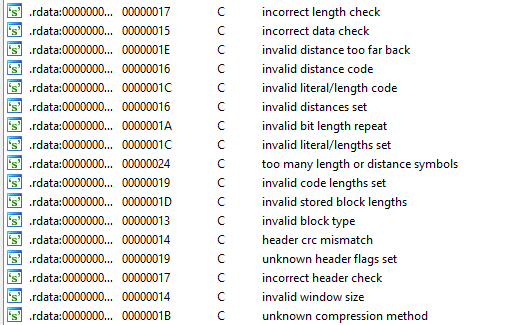 's' .rdata:0000000... 00000017 C incorrect length check
's' .rdata:0000000... 00000015 C incorrect data check
's' .rdata:0000000... 0000001E C invalid distance too far back
's' .rdata:0000000... 00000016 C invalid distance code
's' .rdata:0000000... 0000001C C invalid literal/length code
's' .rdata:0000000... 00000016 C invalid distances set
's' .rdata:0000000... 0000001A C invalid bit length repeat
's' .rdata:0000000... 0000001C C invalid literal/lengths set
's' .rdata:0000000... 00000024 C too many length or distance symbols
's' .rdata:0000000... 00000019 C invalid code lengths set
's' .rdata:0000000... 0000001D C invalid stored block lengths
's' .rdata:0000000... 00000013 C invalid block type
's' .rdata:0000000... 00000014 C header crc mismatch
's' .rdata:0000000... 00000019 C unknown header flags set
's' .rdata:0000000... 00000017 C incorrect header check
's' .rdata:0000000... 00000014 C invalid window size
's' .rdata:0000000... 0000001B C unknown compression method